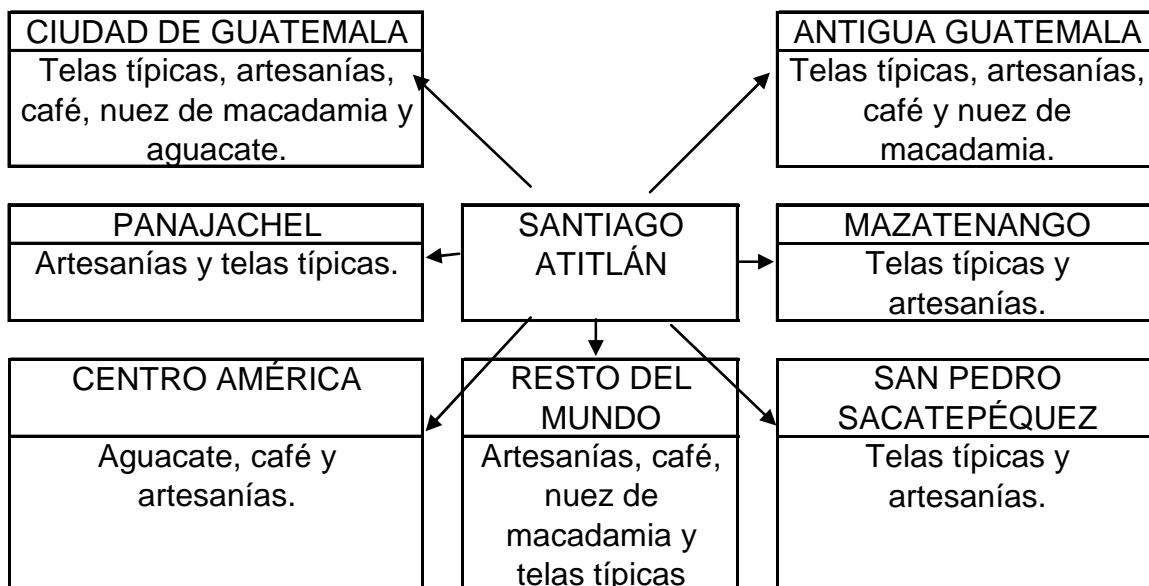 CIUDAD DE GUATEMALA
Telas típicas, artesanías,
café, nuez de macadamia y
aguacate.
ANTIGUA GUATEMALA
Telas típicas, artesanías,
café y nuez de
macadamia.
PANAJACHEL
Artesanías y telas típicas.
SANTIAGO
ATITLÁN
MAZATENANGO
Telas típicas y
artesanías.
CENTRO AMÉRICA
Aguacate, café y
artesanías.
RESTO DEL
MUNDO
Artesanías, café,
nuez de
macadamia y
telas típicas
SAN PEDRO
SACATEPÉQUEZ
Telas típicas y
artesanías.